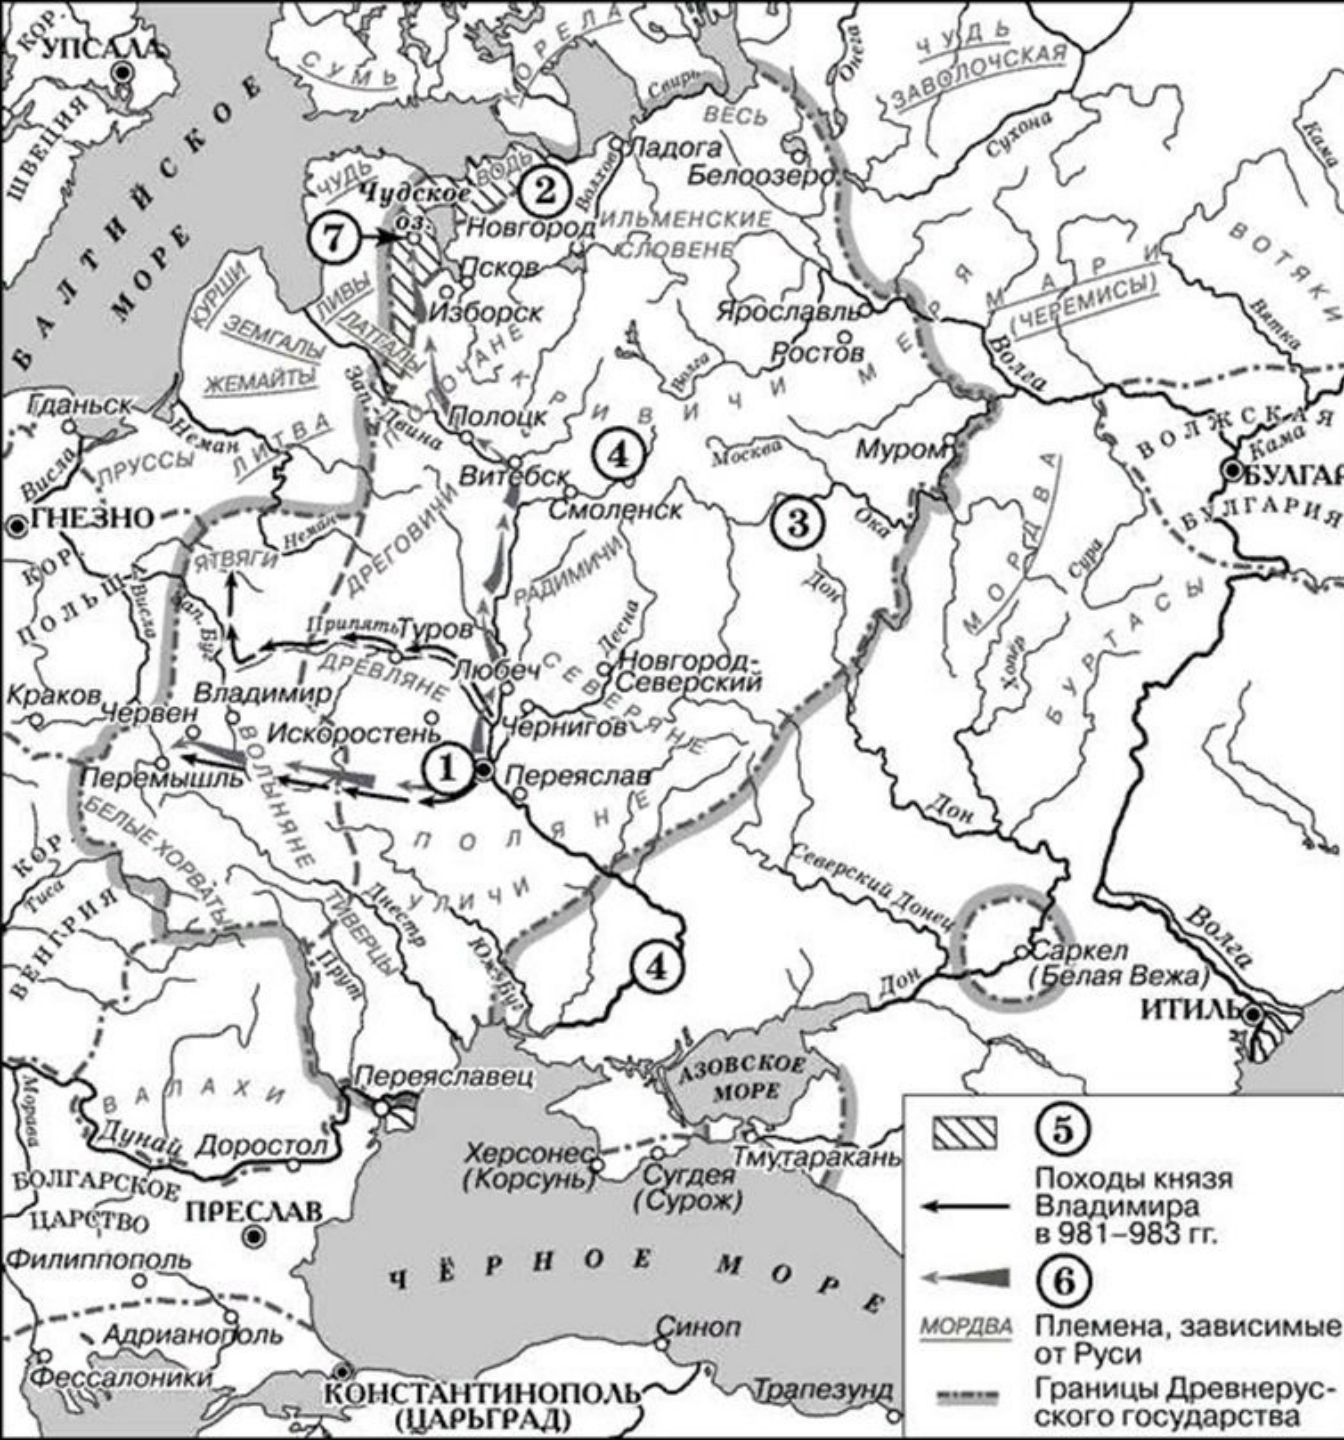 КОР.
УПСАЛА
ШВЕЦИЯ
БАЛТИЙСКОЕ
МОРЕ
СУМЬ
КОРЕЛА
Свирь
Онега
ЧУДЬ
ЗАВОЛОЧСКАЯ
Сухона
Кама
ВЕСЬ
Ладога
Белоозеро
Волхов
ЧУДЬ
ВОДЬ
2
Чудское
оз.
7
Новгород
ИЛЬМЕНСКИЕ
СЛОВЕНЕ
Псков
Изборск
КУРШИ
ЗЕМГАЛЫ
ЖЕМАЙТЫ
ЛИВЫ
ЛАТГАЛЫ
ПОЛОЧАНЕ
КРИВИЧИ
Ярославль
Ростов
МЕРЯ
МАРИ
(ЧЕРЕМИСЫ)
ВОТЯКИ
Вятка
Волга
Волга
Гданьск
Неман
ЛИТВА
Зап. Двина
Полоцк
Витебск
4
Смоленск
Москва
Муром
ВОЛЖСКАЯ
Кама
БУЛГАР
БУЛГАРИЯ
Висла
ПРУССЫ
ГНЕЗНО
КОР.
ПОЛЬША
Висла
ЯТВЯГИ
Неман
Зап. Буг
ДРЕГОВИЧИ
РАДИМИЧИ
3
Ока
Дон
МОРДВА
Сура
БУРТАСЫ
Хопёр
Припять
Туров
ДРЕВЛЯНЕ
Любеч
Десна
Новгород-
Северский
СЕВЕРЯНЕ
Краков
Червен
Владимир
Искоростень
Чернигов
Перемышль
ВОЛЫНЯНЕ
1
Переяслав
БЕЛЫЕ ХОРВАТЫ
ПОЛЯНЕ
УЛИЧИ
Дон
Северский Донец
КОР.
ВЕНГРИЯ
Тиса
ТИВЕРЦЫ
Днестр
Прут
Юж. Буг
4
Дон
Саркел
(Белая Вежа)
Волга
ИТИЛЬ
АЗОВСКОЕ
МОРЕ
ВАЛАХИ
Переяславец
Морава
Дунай
Доростол
Херсонес
(Корсунь)
Сугдея
(Сурож)
Тмутаракань
БОЛГАРСКОЕ
ЦАРСТВО
ПРЕСЛАВ
Филиппополь
ЧЁРНОЕ МОРЕ
Адрианополь
Фессалоники
КОНСТАНТИНОПОЛЬ
(ЦАРЬГРАД)
Синоп
Трапезунд
5
Походы князя
Владимира
в 981–983 гг.
6
МОРДВА
Племена, зависимые
от Руси
Границы Древнерус-
ского государства